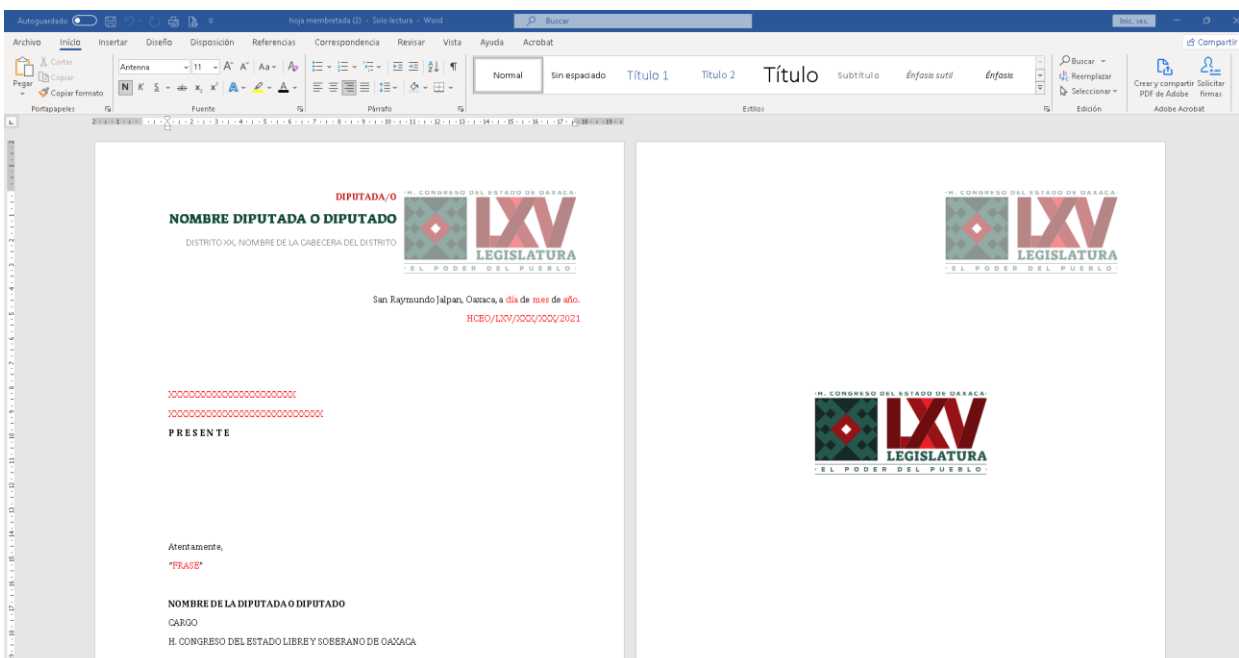 Autoguardado
hoja membretada (2) - Solo lectura - Word
Buscar
Inic. ses.
Archivo Inicio Insertar Diseño Disposición Referencias Correspondencia Revisar Vista Ayuda Acrobat
Compartir
Pegar
Cortar
Copiar
Copiar formato
Portapapeles
Antenna 11
N K S ab x₂ x²
Fuente
Párrafo
Normal
Sin espaciado
Título 1
Título 2
Título
Subtítulo
Énfasis sutil
Énfasis
Estilos
Buscar
Reemplazar
Seleccionar
Edición
Crear y compartir PDF de Adobe
Solicitar firmas
Adobe Acrobat
DIPUTADA/O
NOMBRE DIPUTADA O DIPUTADO
DISTRITO XX, NOMBRE DE LA CABECERA DEL DISTRITO
·H. CONGRESO DEL ESTADO DE OAXACA·
LXV
LEGISLATURA
·EL PODER DEL PUEBLO·
San Raymundo Jalpan, Oaxaca, a día de mes de año.
HCEO/LXV/XXX/XXX/2021
PRESENTE
Atentamente,
"FRASE"
NOMBRE DE LA DIPUTADA O DIPUTADO
CARGO
H. CONGRESO DEL ESTADO LIBRE Y SOBERANO DE OAXACA
·H. CONGRESO DEL ESTADO DE OAXACA·
LXV
LEGISLATURA
·EL PODER DEL PUEBLO·
·H. CONGRESO DEL ESTADO DE OAXACA·
LXV
LEGISLATURA
·EL PODER DEL PUEBLO·